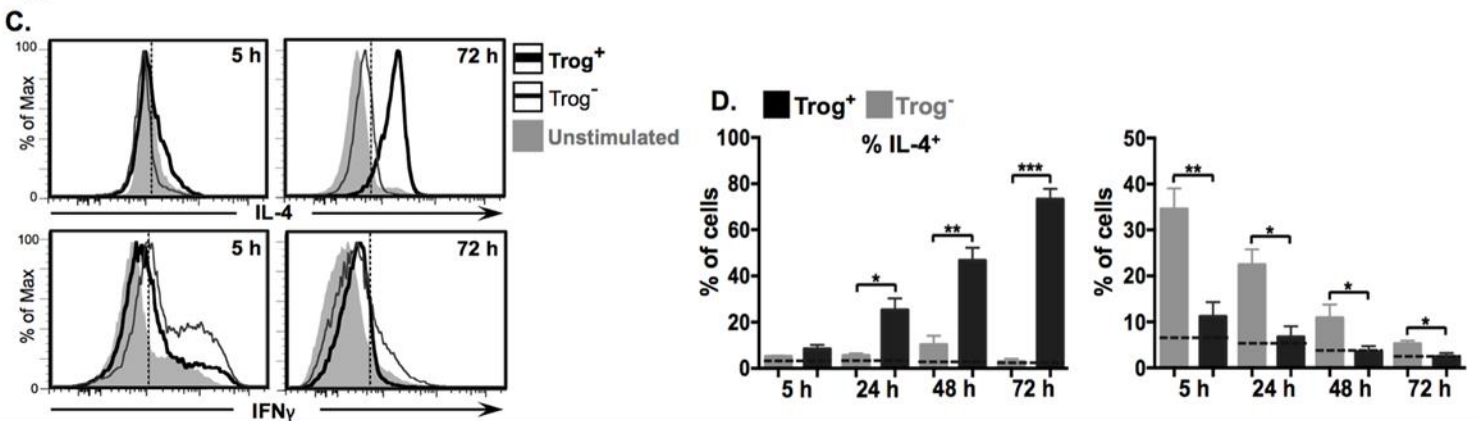 C.
100
5 h
72 h
% of Max
0
IL-4
Trog+
Trog-
Unstimulated
100
5 h
72 h
% of Max
0
IFNγ
D.
Trog+
Trog-
% IL-4+
100
80
60
40
20
0
% of cells
*
**
***
5 h 24 h 48 h 72 h
50
40
30
20
10
0
% of cells
**
*
*
*
5 h 24 h 48 h 72 h